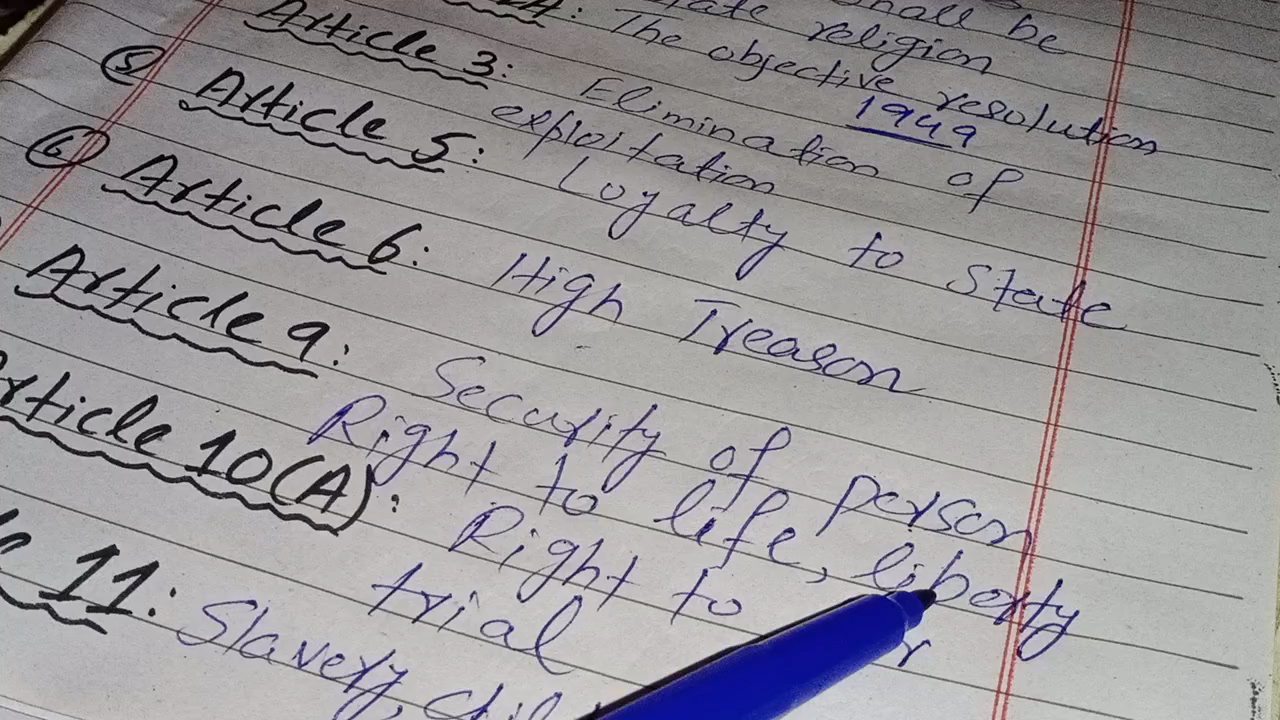 shall be
state religion
A: The objective resolution
1949
Article 3: Elimination of
exploitation
5 Article 5: Loyalty to State
6 Article 6: High Treason
Article 9: Security of person
Right to life, liberty
Article 10(A): Right to
trial
11: Slavery,